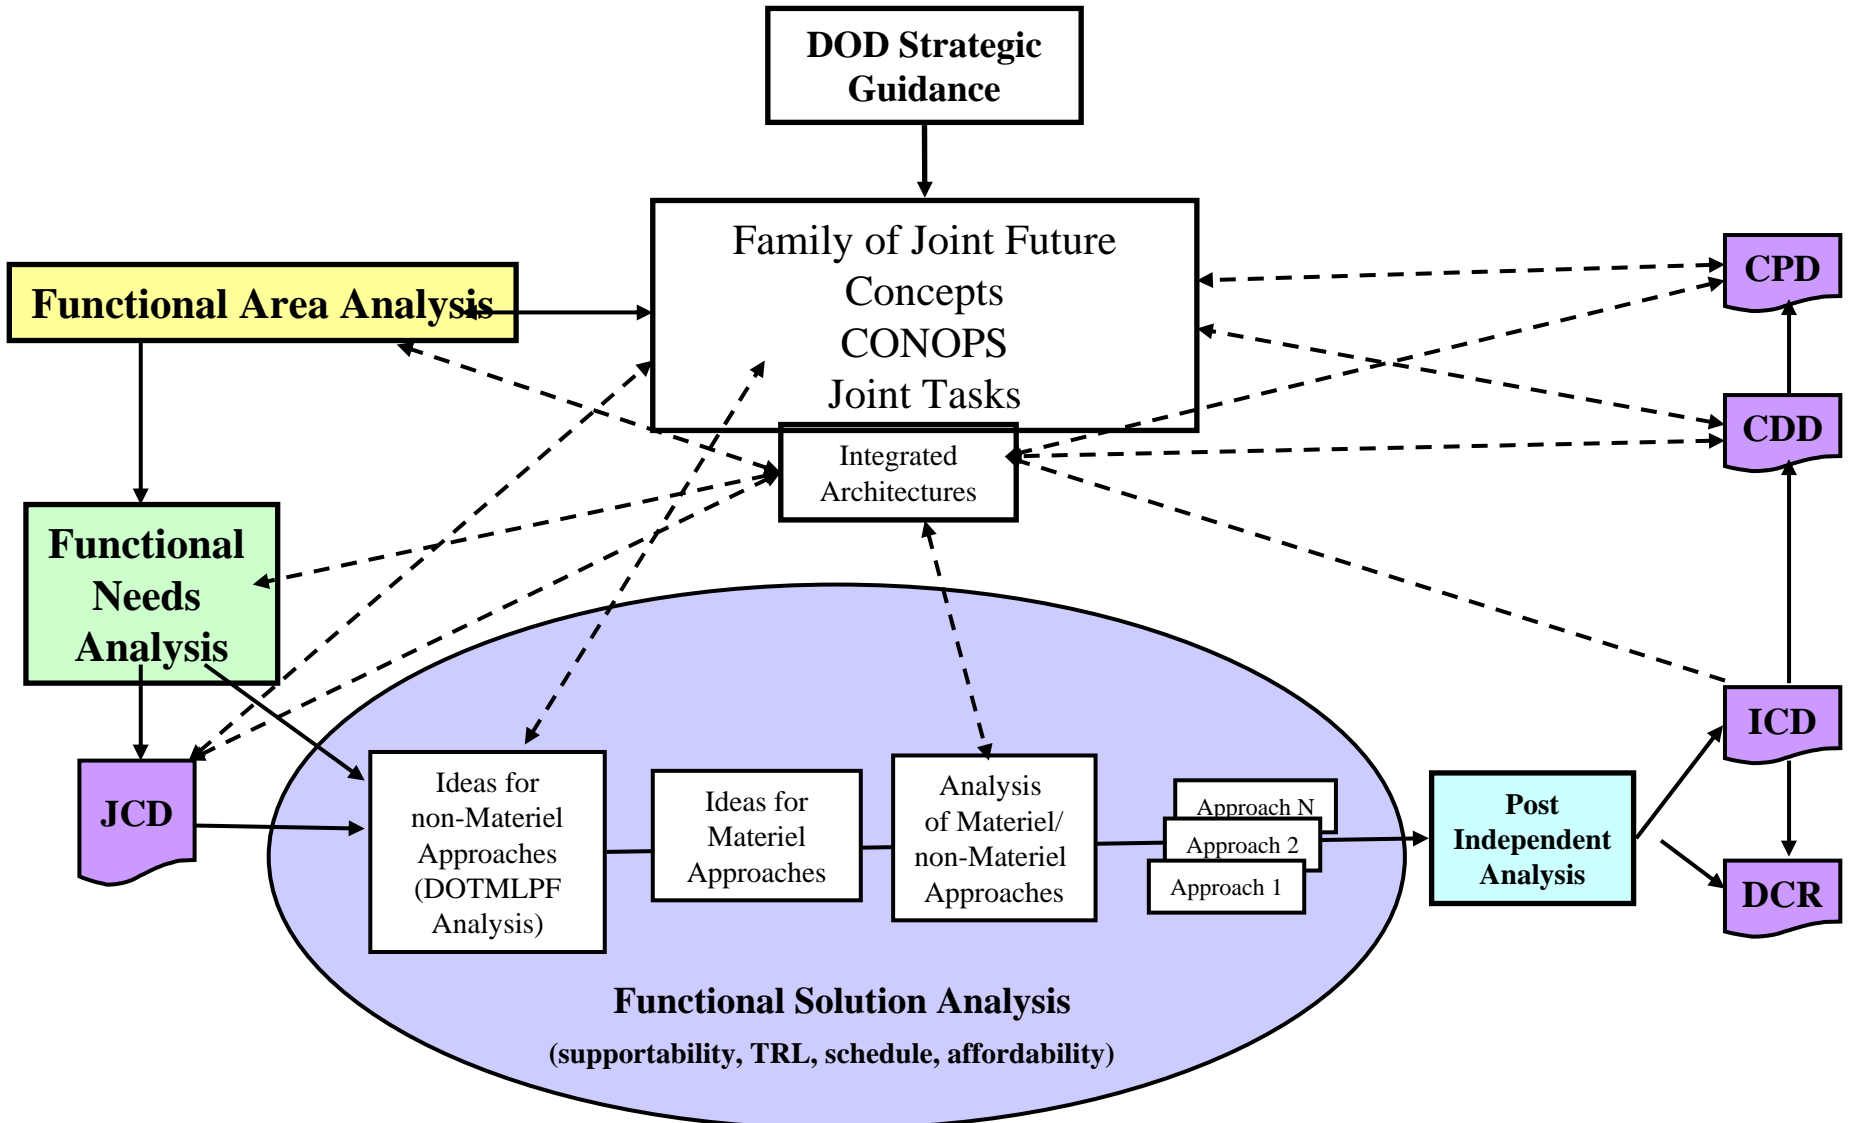 DOD Strategic
Guidance
Family of Joint Future
Concepts
CONOPS
Joint Tasks
Integrated
Architectures
Functional Area Analysis
Functional
Needs
Analysis
JCD
Ideas for
non-Materiel
Approaches
(DOTMLPF
Analysis)
Ideas for
Materiel
Approaches
Analysis
of Materiel/
non-Materiel
Approaches
Approach N
Approach 2
Approach 1
Functional Solution Analysis
(supportability, TRL, schedule, affordability)
Post
Independent
Analysis
CPD
CDD
ICD
DCR